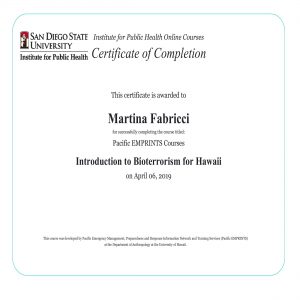 SAN DIEGO STATE
UNIVERSITY
Institute for Public Health
Institute for Public Health Online Courses
Certificate of Completion
This certificate is awarded to
Martina Fabricci
for successfully completing the course titled:
Pacific EMPRINTS Courses
Introduction to Bioterrorism for Hawaii
on April 06, 2019
This course was developed by Pacific Emergency Management, Preparedness and Response Information Network and Training Services (Pacific EMPRINTS)
at the Department of Anthropology at the University of Hawaii.